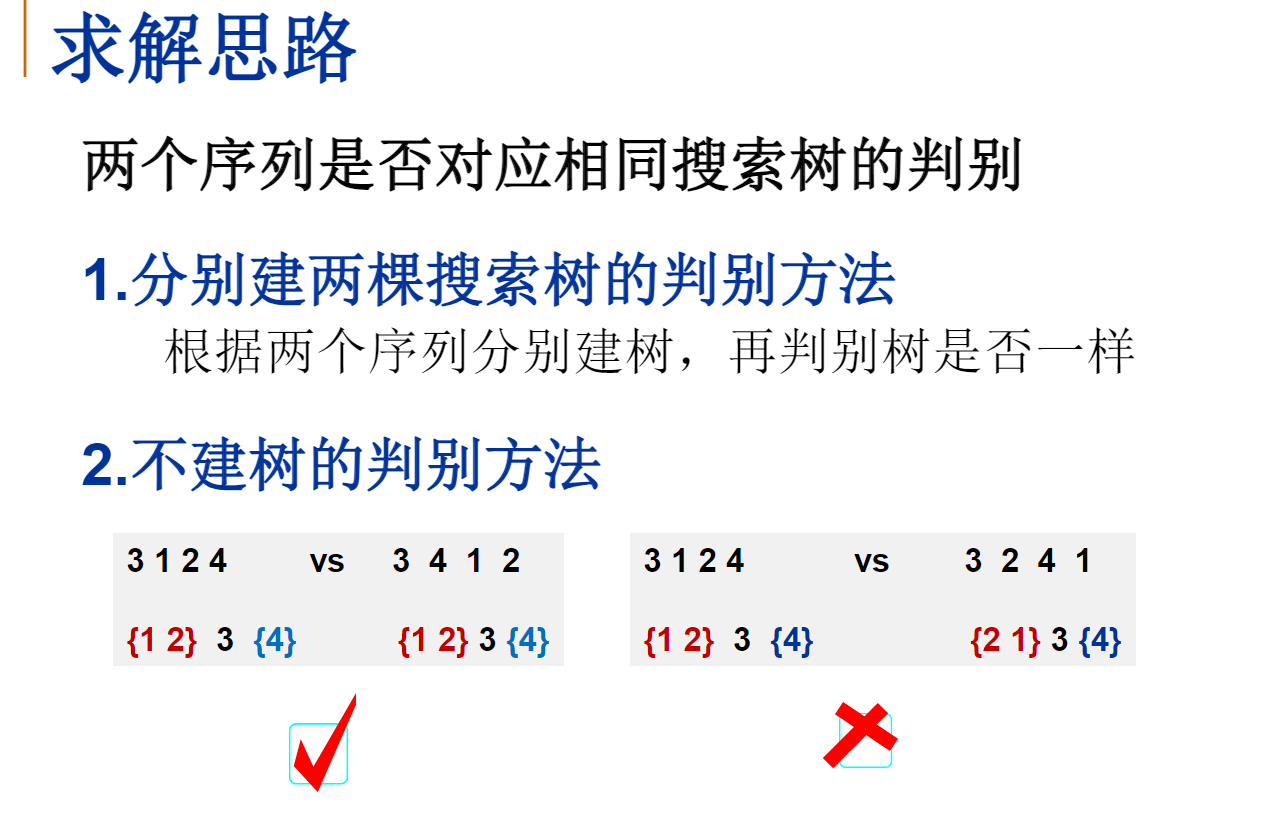 求解思路
两个序列是否对应相同搜索树的判别
1.分别建两棵搜索树的判别方法
根据两个序列分别建树，再判别树是否一样
2.不建树的判别方法
3 1 2 4 vs 3 4 1 2
{1 2} 3 {4} {1 2} 3 {4}
3 1 2 4 vs 3 2 4 1
{1 2} 3 {4} {2 1} 3 {4}